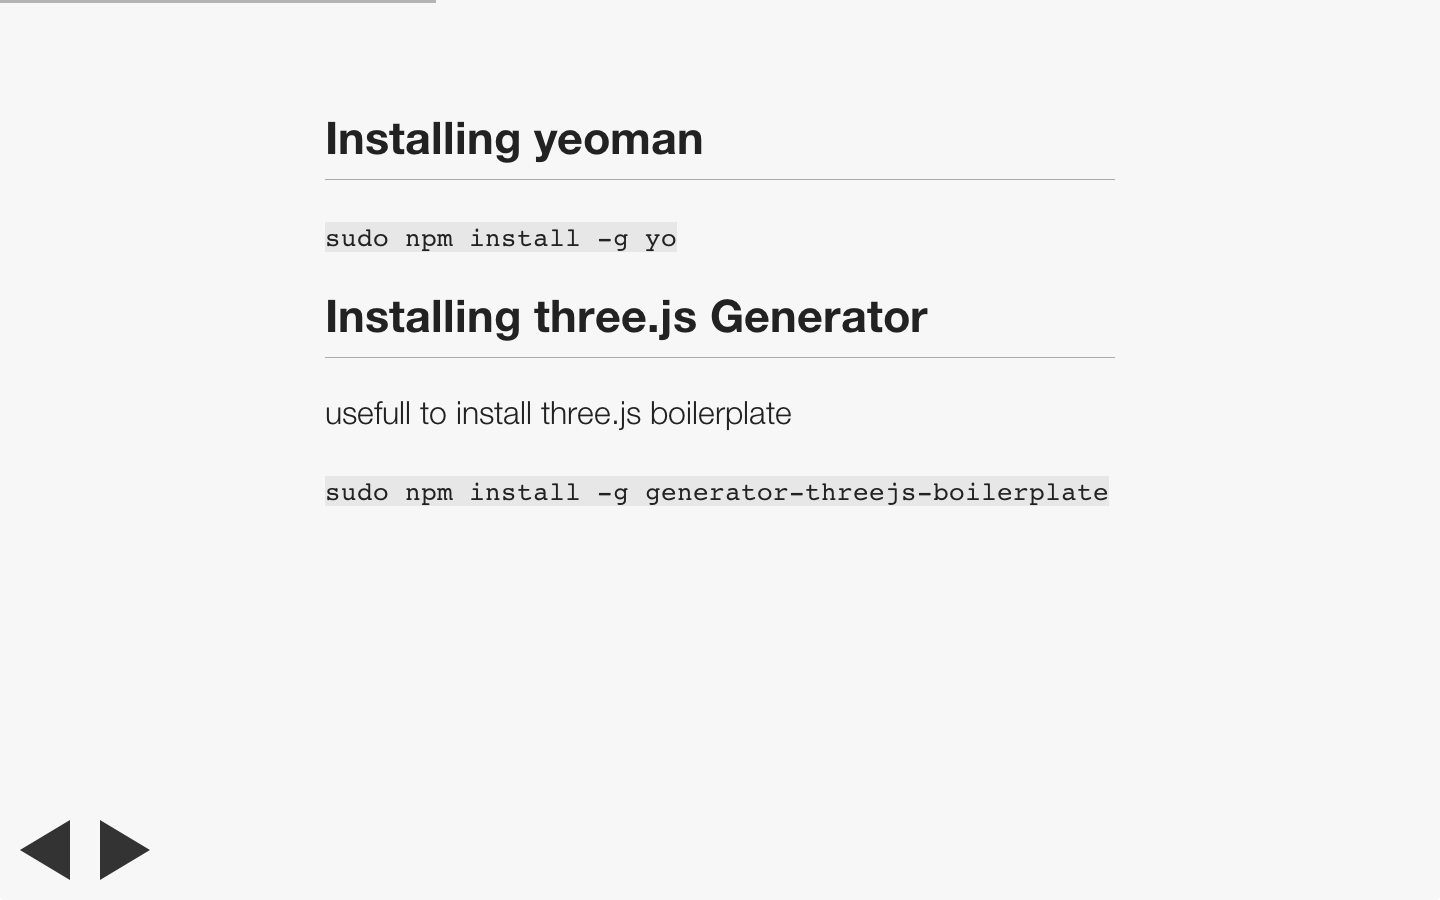 Installing yeoman
sudo npm install -g yo
Installing three.js Generator
usefull to install three.js boilerplate
sudo npm install -g generator-threejs-boilerplate